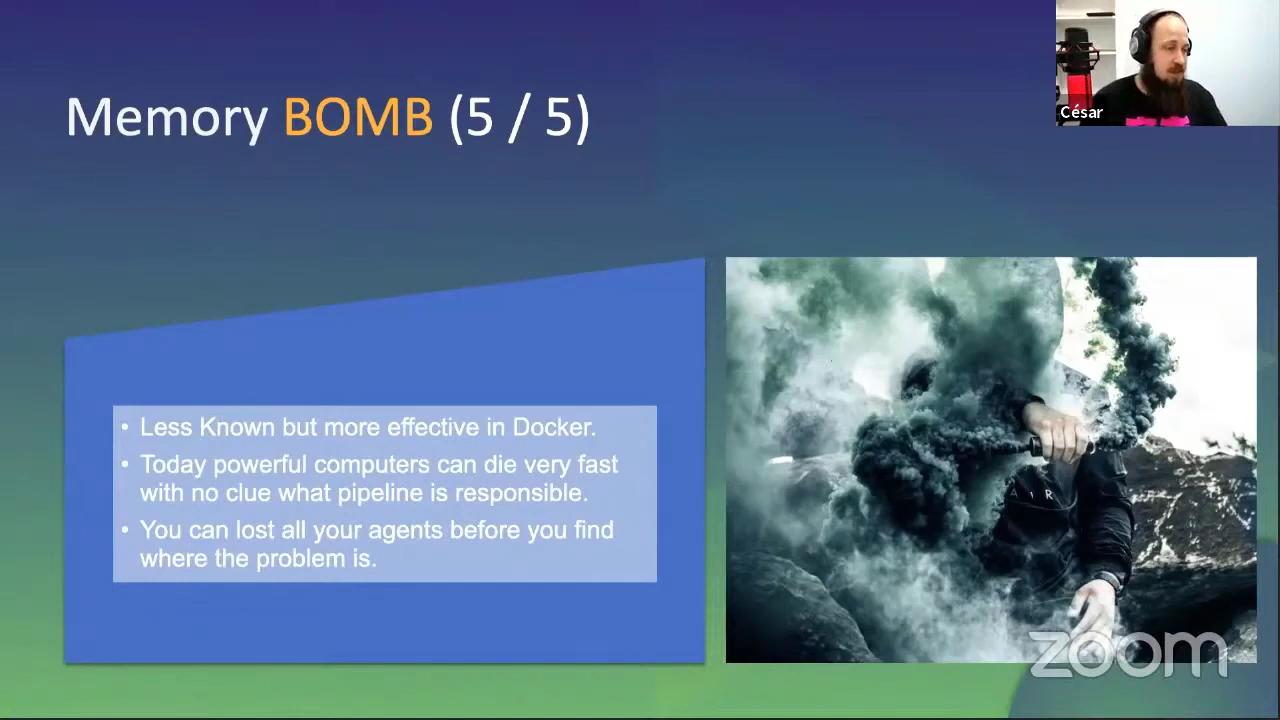 Memory BOMB (5 / 5)
César
• Less Known but more effective in Docker.
• Today powerful computers can die very fast
with no clue what pipeline is responsible.
• You can lost all your agents before you find
where the problem is.
AIR
zoom